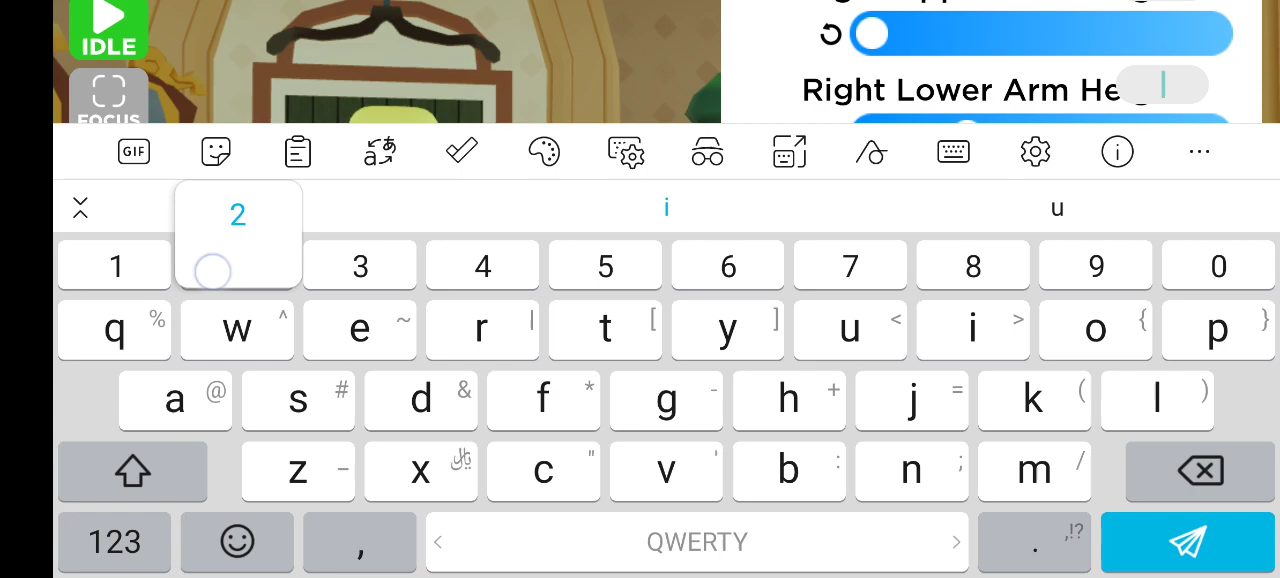 IDLE
FOCUS
Right Lower Arm He
GIF
2
i
u
1 3 4 5 6 7 8 9 0
q % w ^ e ~ r | t [ y ] u < i > o { p }
a @ s # d & f * g - h + j = k ( l )
z – x ﷼ c " v ' b : n ; m /
123 , < QWERTY > . ,!?